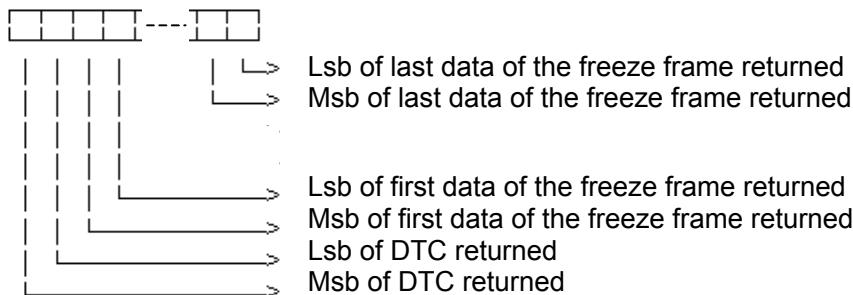 Lsb of last data of the freeze frame returned
Msb of last data of the freeze frame returned
Lsb of first data of the freeze frame returned
Msb of first data of the freeze frame returned
Lsb of DTC returned
Msb of DTC returned